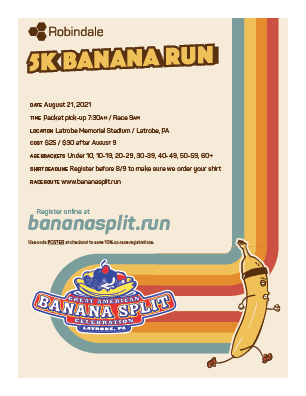 Robindale
5K BANANA RUN
DATE August 21, 2021
TIME Packet pick-up 7:30AM / Race 9AM
LOCATION Latrobe Memorial Stadium / Latrobe, PA
COST $25 / $30 after August 9
AGE BRACKETS Under 10, 10-19, 20-29, 30-39, 40-49, 50-59, 60+
SHIRT DEADLINE Register before 8/9 to make sure we order your shirt
RACE ROUTE www.bananasplit.run
Register online at
bananasplit.run
Use code POSTER at checkout to save 10% on race registrations.
GREAT AMERICAN
BANANA SPLIT
CELEBRATION
LATROBE, PA